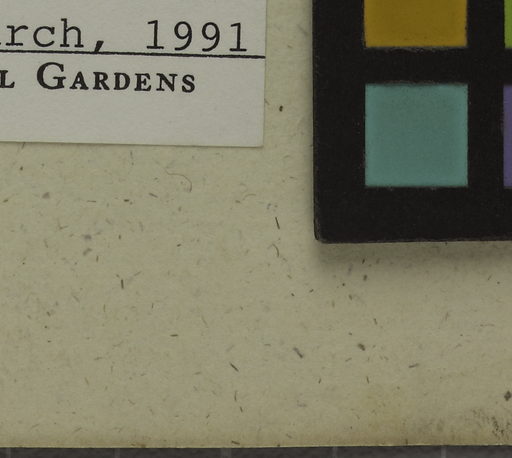 rch, 1991
L GARDENS